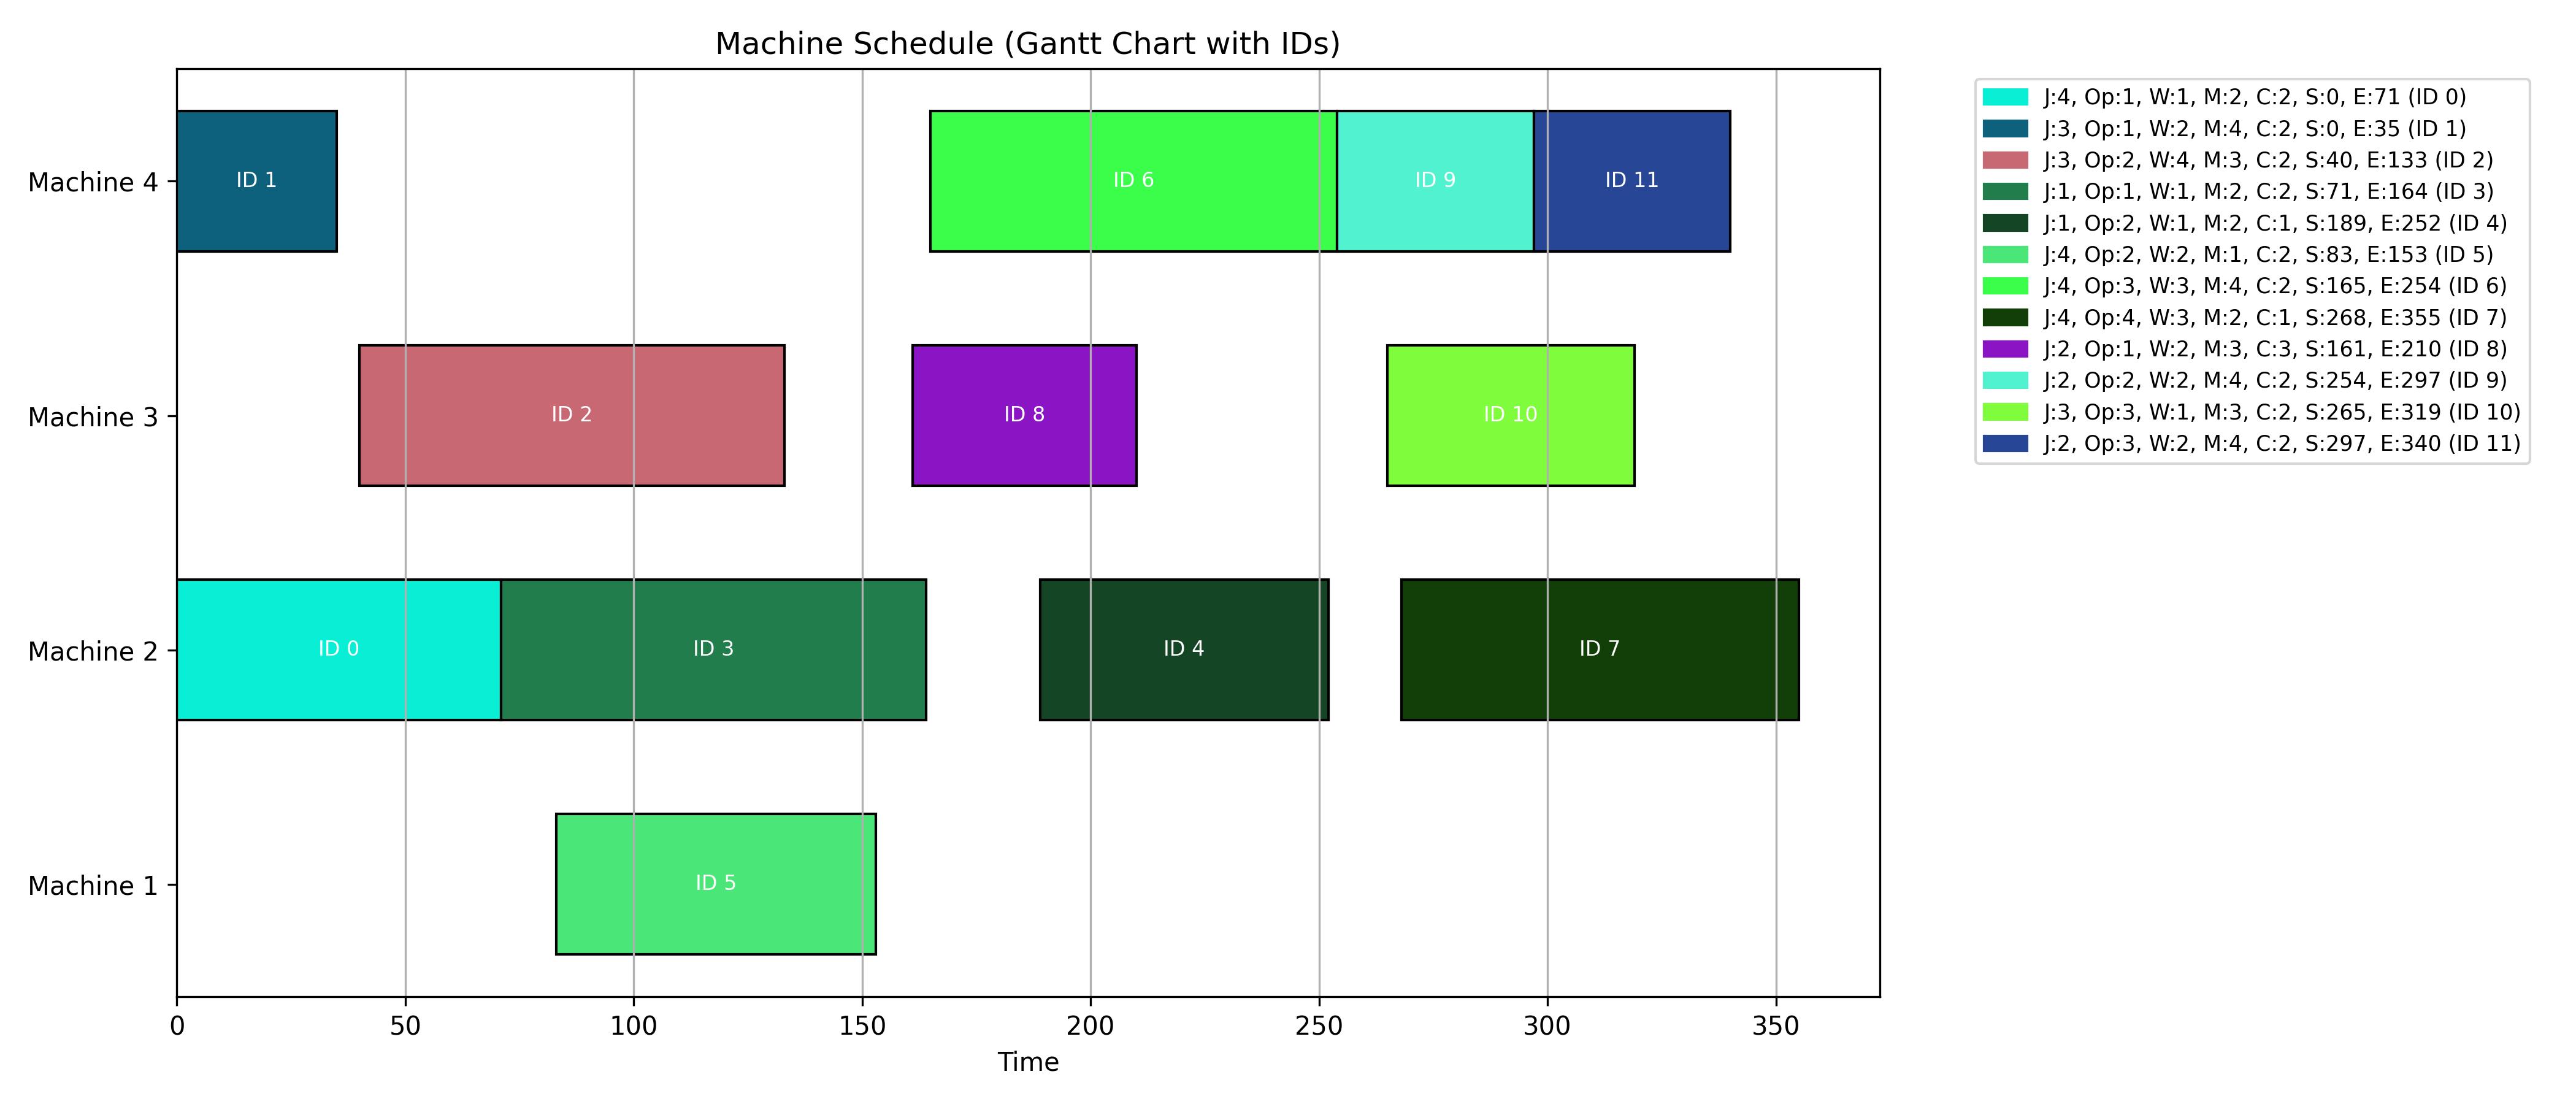 Machine Schedule (Gantt Chart with IDs)
Machine 4
Machine 3
Machine 2
Machine 1
ID 1
ID 6
ID 9
ID 11
ID 2
ID 8
ID 10
ID 0
ID 3
ID 4
ID 7
ID 5
0 50 100 150 200 250 300 350
Time
J:4, Op:1, W:1, M:2, C:2, S:0, E:71 (ID 0)
J:3, Op:1, W:2, M:4, C:2, S:0, E:35 (ID 1)
J:3, Op:2, W:4, M:3, C:2, S:40, E:133 (ID 2)
J:1, Op:1, W:1, M:2, C:2, S:71, E:164 (ID 3)
J:1, Op:2, W:1, M:2, C:1, S:189, E:252 (ID 4)
J:4, Op:2, W:2, M:1, C:2, S:83, E:153 (ID 5)
J:4, Op:3, W:3, M:4, C:2, S:165, E:254 (ID 6)
J:4, Op:4, W:3, M:2, C:1, S:268, E:355 (ID 7)
J:2, Op:1, W:2, M:3, C:3, S:161, E:210 (ID 8)
J:2, Op:2, W:2, M:4, C:2, S:254, E:297 (ID 9)
J:3, Op:3, W:1, M:3, C:2, S:265, E:319 (ID 10)
J:2, Op:3, W:2, M:4, C:2, S:297, E:340 (ID 11)